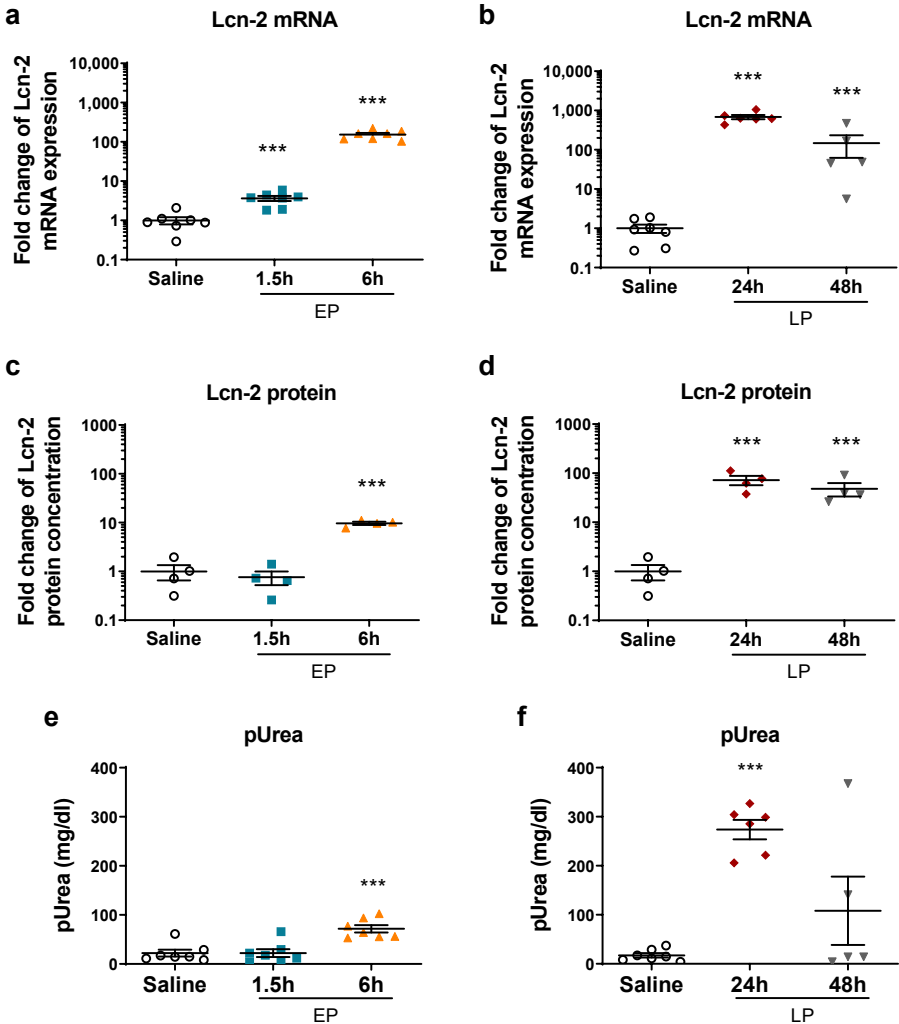 a
Lcn-2 mRNA
Fold change of Lcn-2
mRNA expression
10,000
1,000
100
10
1
0.1
***
***
Saline
1.5h
6h
EP
b
Lcn-2 mRNA
Fold change of Lcn-2
mRNA expression
10,000
1,000
100
10
1
0.1
***
***
Saline
24h
48h
LP
c
Lcn-2 protein
Fold change of Lcn-2
protein concentration
1000
100
10
1
0.1
***
Saline
1.5h
6h
EP
d
Lcn-2 protein
Fold change of Lcn-2
protein concentration
1000
100
10
1
0.1
***
***
Saline
24h
48h
LP
e
pUrea
pUrea (mg/dl)
400
300
200
100
0
***
Saline
1.5h
6h
EP
f
pUrea
pUrea (mg/dl)
400
300
200
100
0
***
Saline
24h
48h
LP